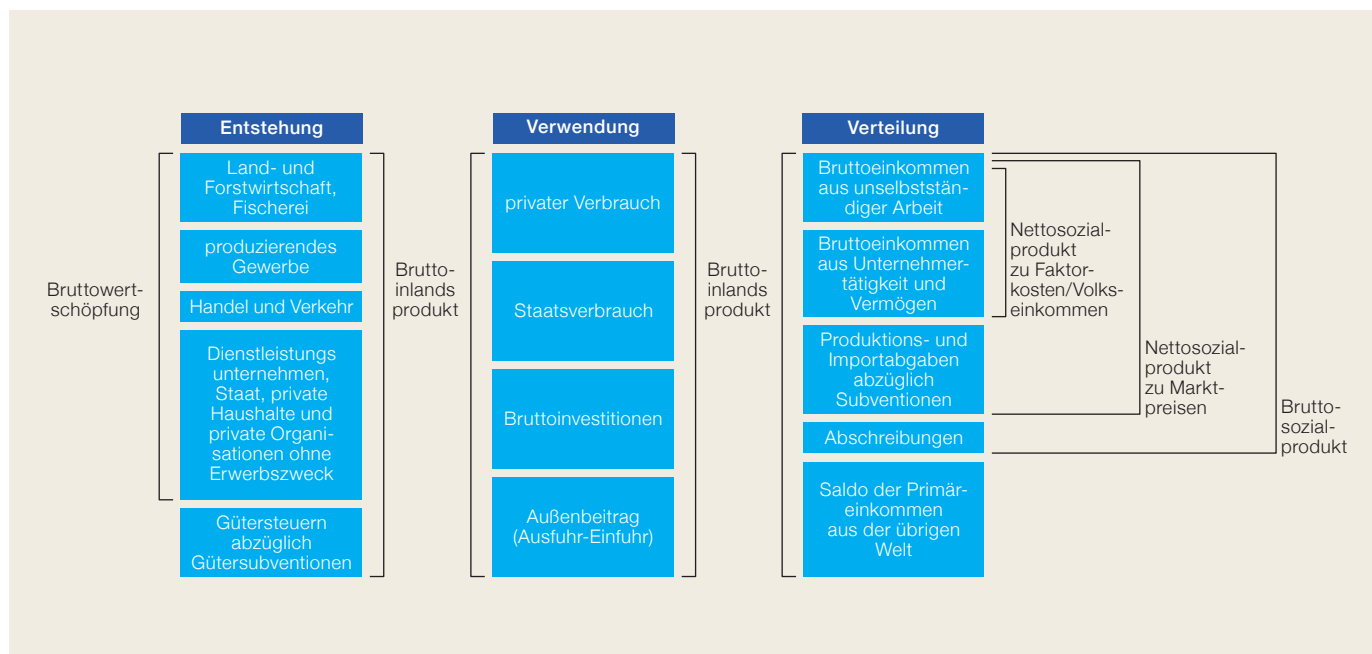 Entstehung
Verwendung
Verteilung
Bruttowert-
schöpfung
Land- und
Forstwirtschaft,
Fischerei
produzierendes
Gewerbe
Handel und Verkehr
Dienstleistungs
unternehmen,
Staat, private
Haushalte und
private Organi-
sationen ohne
Erwerbszweck
Gütersteuern
abzüglich
Gütersubventionen
Brutto-
inlands
produkt
privater Verbrauch
Staatsverbrauch
Bruttoinvestitionen
Außenbeitrag
(Ausfuhr-Einfuhr)
Brutto-
inlands
produkt
Bruttoeinkommen
aus unselbststän-
diger Arbeit
Bruttoeinkommen
aus Unternehmer-
tätigkeit und
Vermögen
Produktions- und
Importabgaben
abzüglich
Subventionen
Abschreibungen
Saldo der Primär-
einkommen
aus der übrigen
Welt
Nettosozial-
produkt
zu Faktor-
kosten/Volks-
einkommen
Nettosozial-
produkt
zu Markt-
preisen
Brutto-
sozial-
produkt